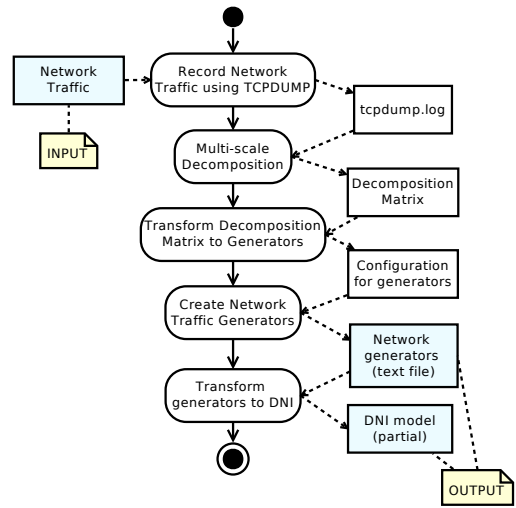 Network
Traffic
Record Network
Traffic using TCPDUMP
tcpdump.log
INPUT
Multi-scale
Decomposition
Decomposition
Matrix
Transform Decomposition
Matrix to Generators
Configuration
for generators
Create Network
Traffic Generators
Network
generators
(text file)
Transform
generators to DNI
DNI model
(partial)
OUTPUT